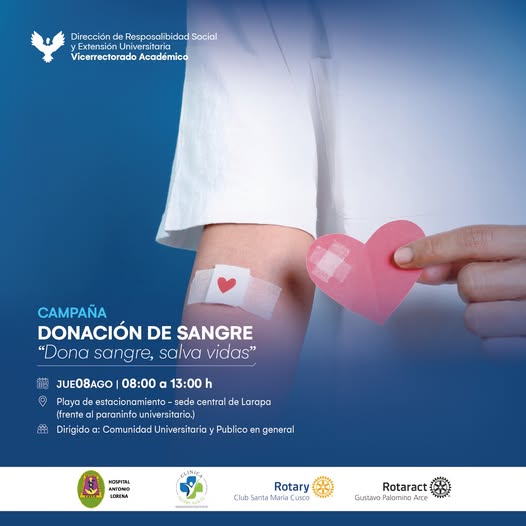 Dirección de Resposalibidad Social
y Extensión Universitaria
Vicerrectorado Académico
CAMPAÑA
DONACIÓN DE SANGRE
“Dona sangre, salva vidas”
JUE08AGO | 08:00 a 13:00 h
Playa de estacionamiento - sede central de Larapa
(frente al paraninfo universitario.)
Dirigido a: Comunidad Universitaria y Publico en general
HOSPITAL
ANTONIO
LORENA
CLINICA
Rotary
Club Santa María Cusco
Rotaract
Gustavo Palomino Arce